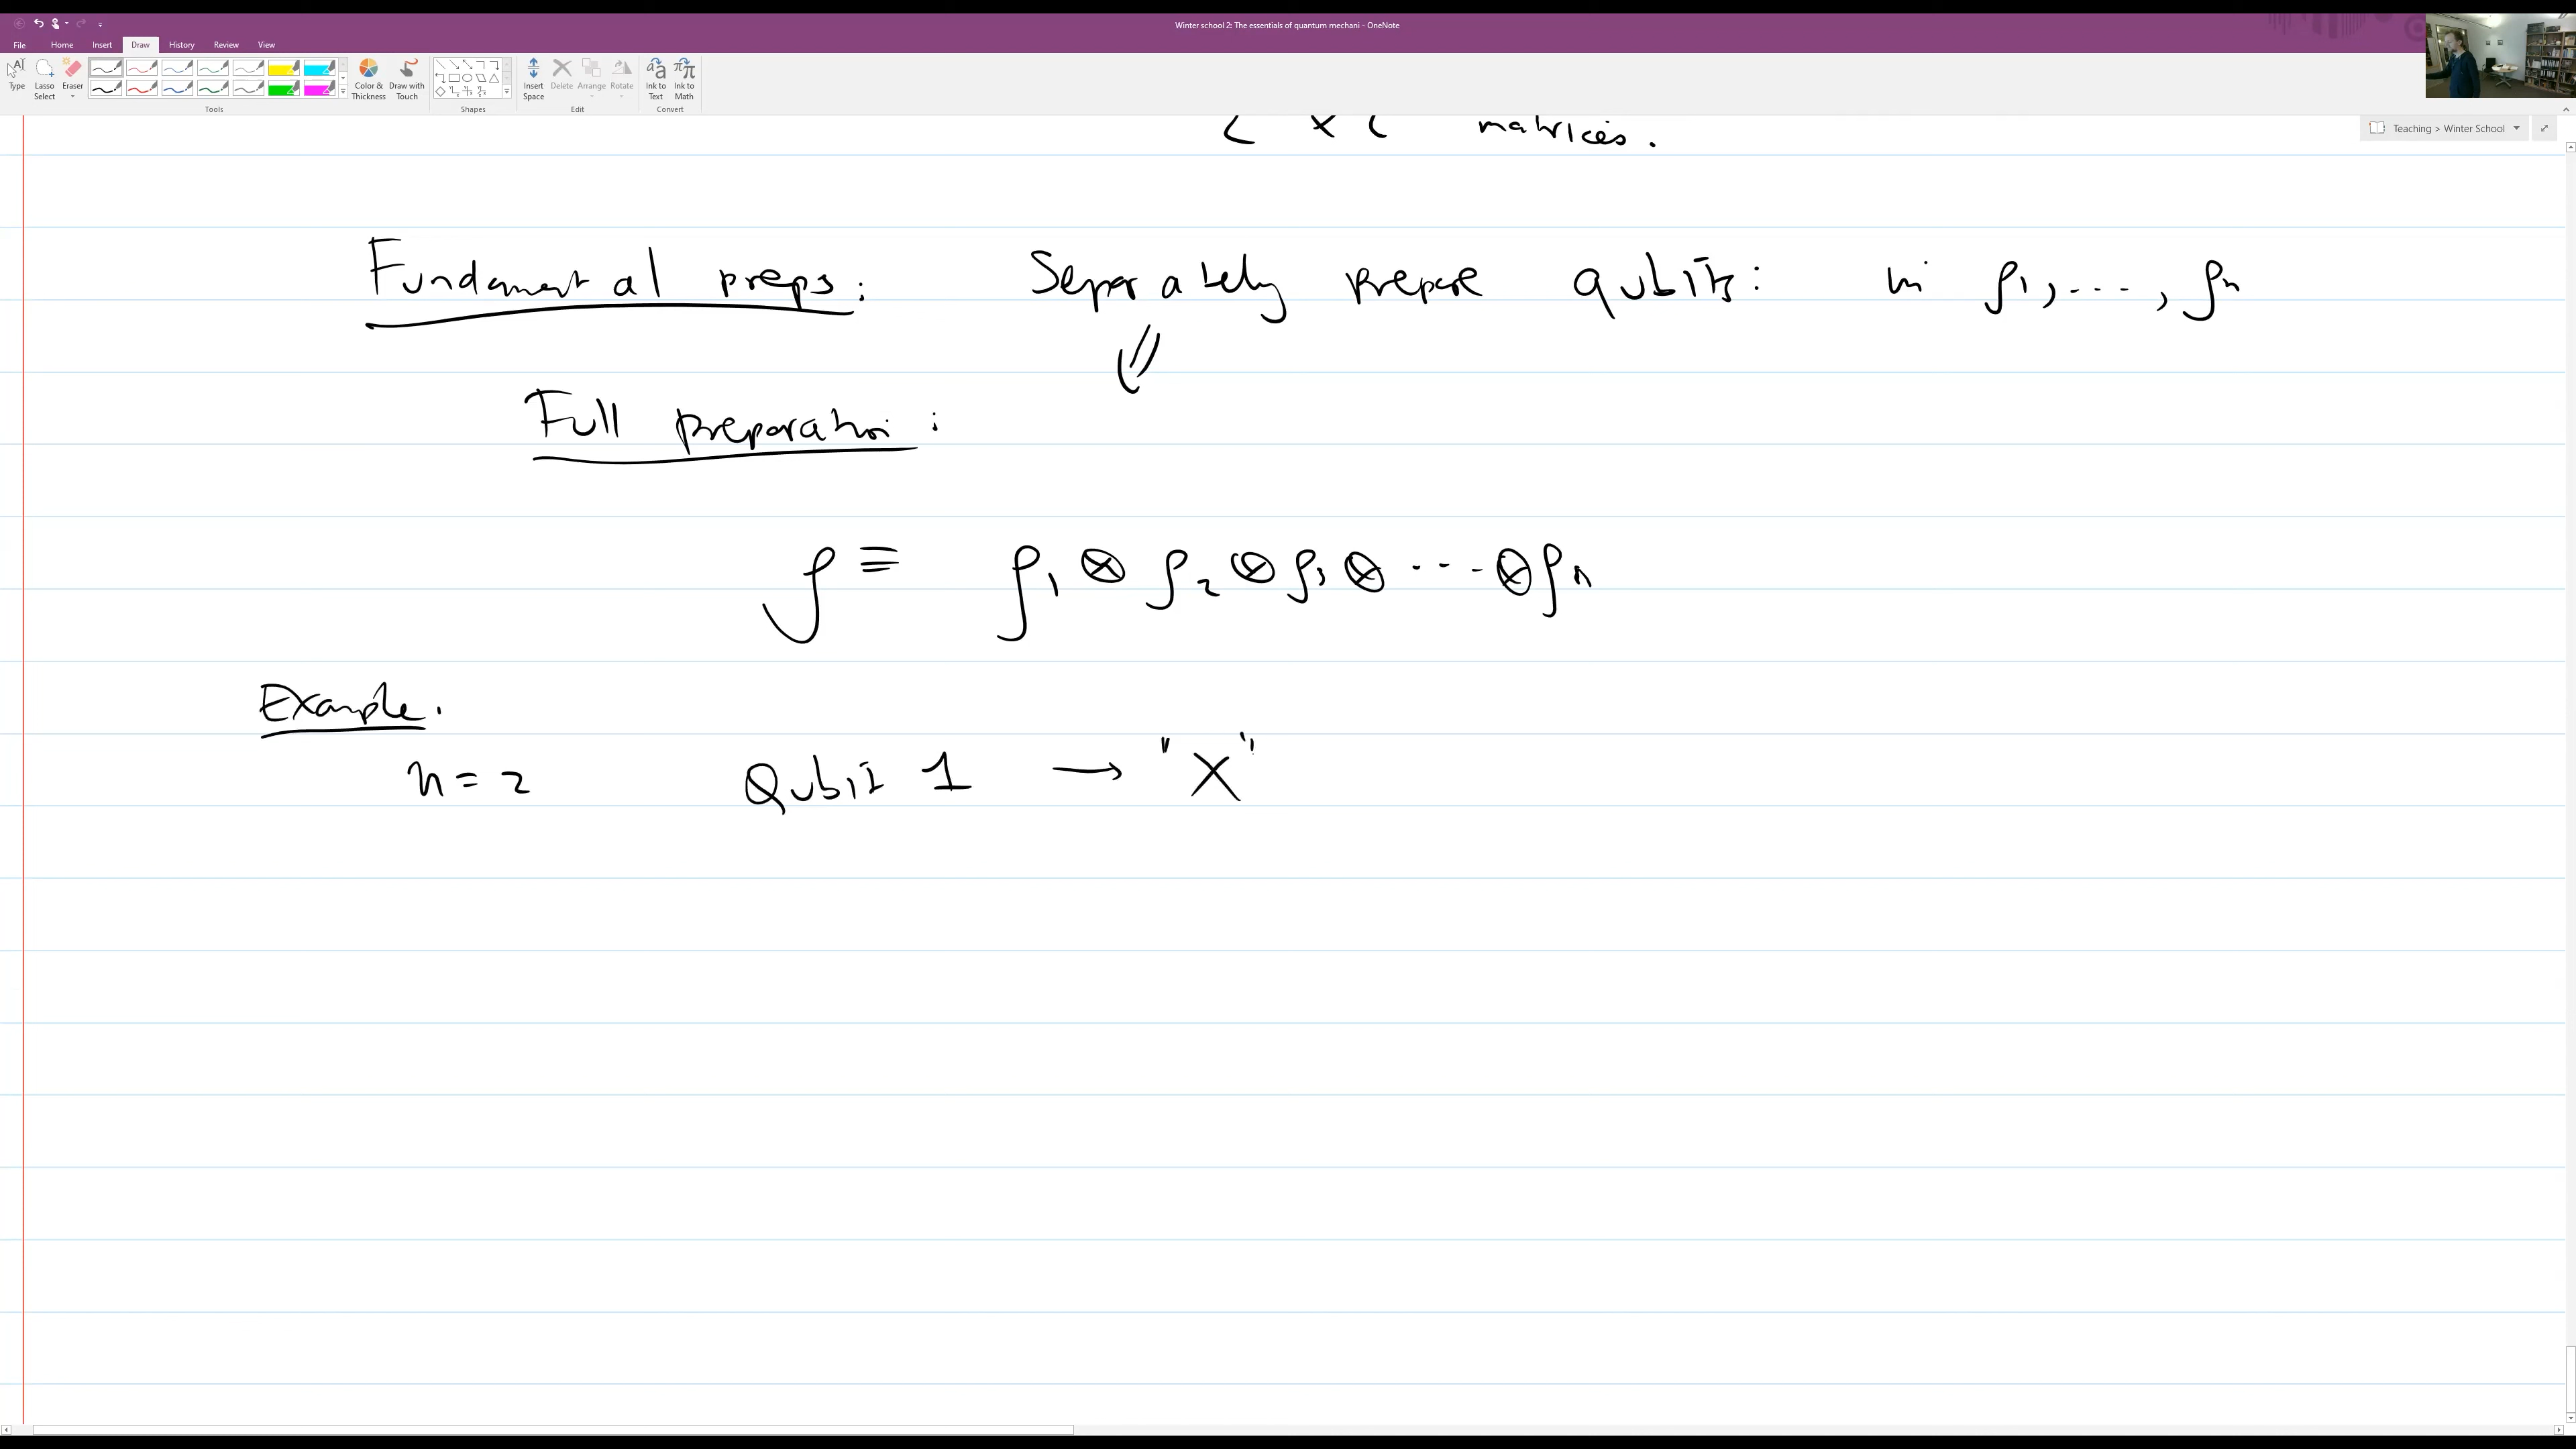 Winter school 2: The essentials of quantum mechani - OneNote
File Home Insert Draw History Review View
Type Lasso Select Eraser Color & Thickness Draw with Touch Insert Space Delete Arrange Rotate Ink to Text Ink to Math
Tools Shapes Edit Convert
Teaching > Winter School
matrices.
Fundamental preps: Separately prepare qubits: in ρ1, ..., ρn
Full preparation:
ρ ≡ ρ1 ⊗ ρ2 ⊗ ρ3 ⊗ ... ⊗ ρn
Example.
n = 2 Qubit 1 → "X"